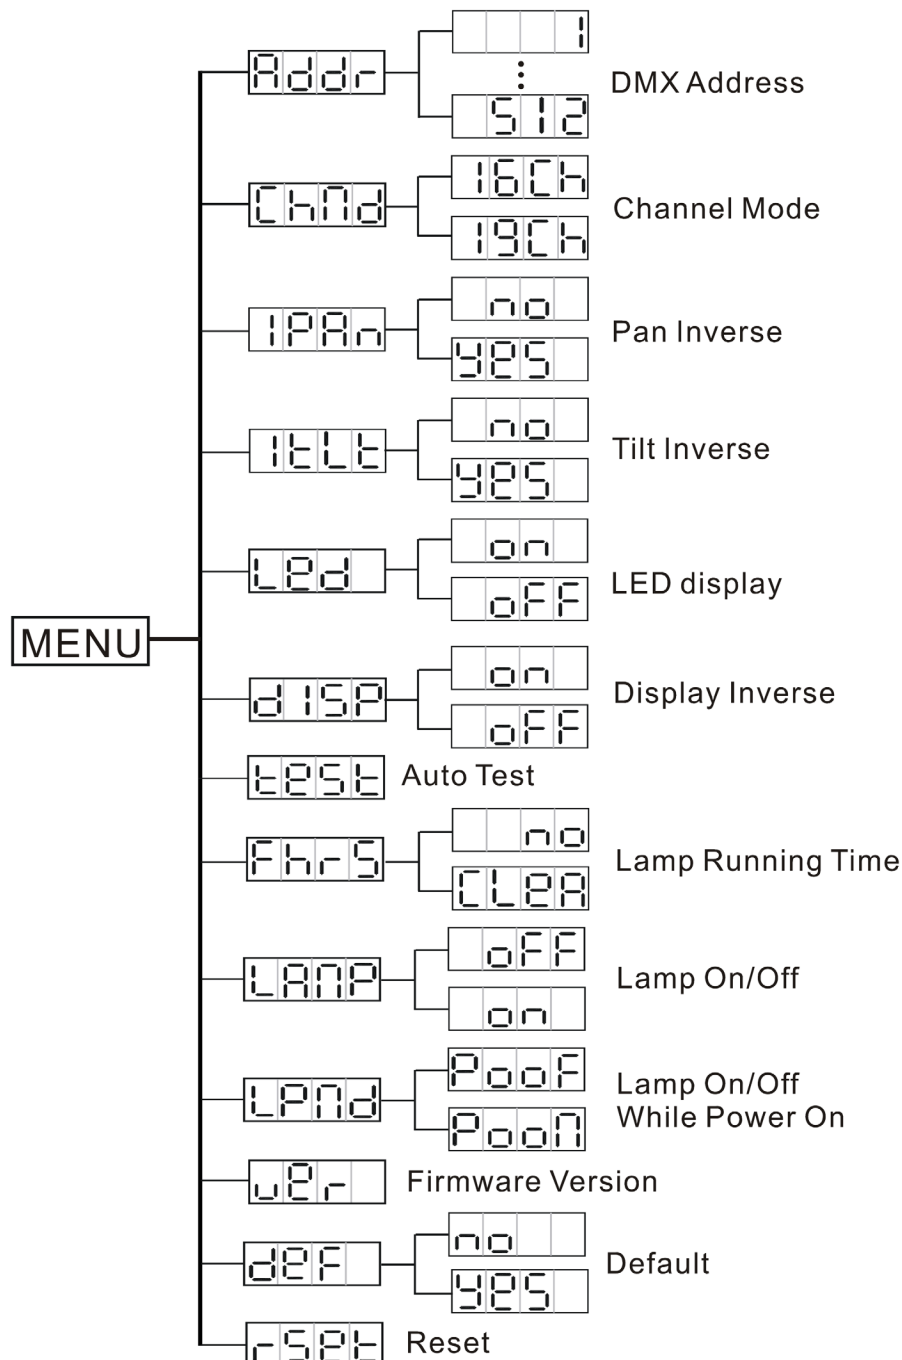 MENU
Addr
1
512
DMX Address
ChMd
16Ch
19Ch
Channel Mode
IPAn
no
yeS
Pan Inverse
ItLt
no
yeS
Tilt Inverse
Led
on
oFF
LED display
dISP
on
oFF
Display Inverse
teSt
Auto Test
FhrS
no
CLeA
Lamp Running Time
LAMP
oFF
on
Lamp On/Off
LPMd
PooF
PooM
Lamp On/Off
While Power On
ver
Firmware Version
deF
no
yeS
Default
rSet
Reset